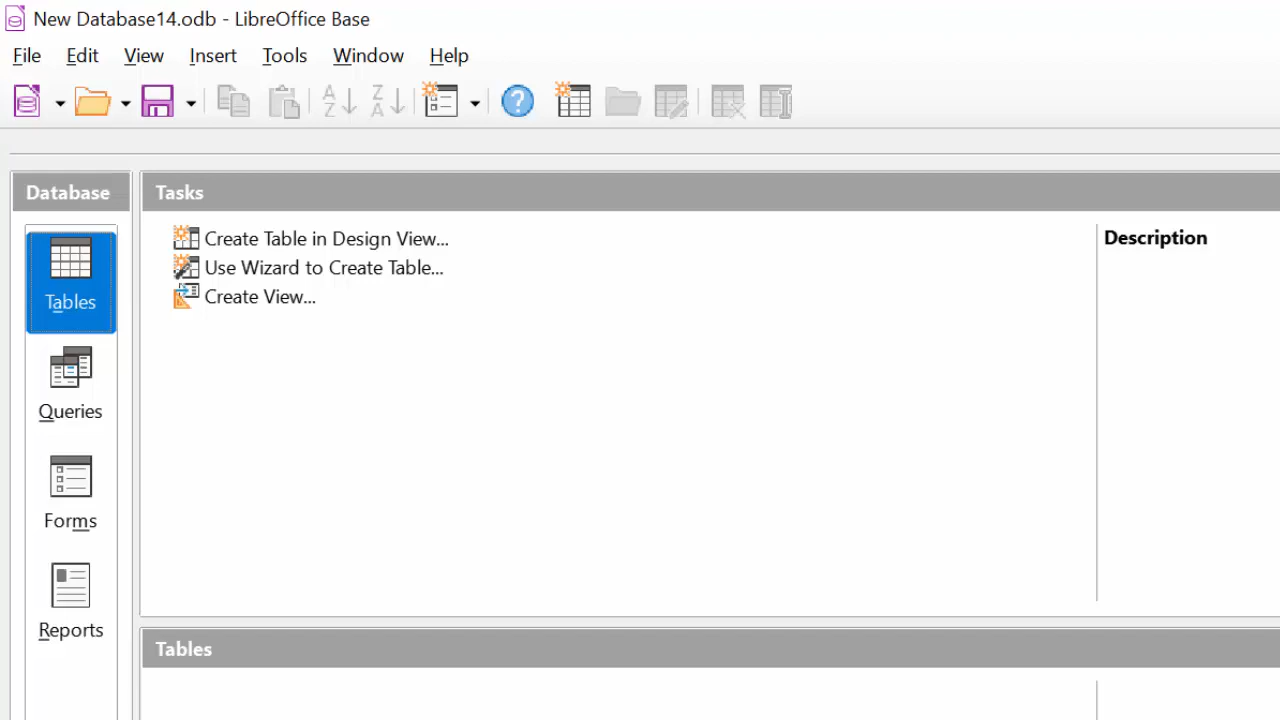 New Database14.odb - LibreOffice Base
File Edit View Insert Tools Window Help
Database
Tables
Queries
Forms
Reports
Tasks
Create Table in Design View...
Use Wizard to Create Table...
Create View...
Description
Tables